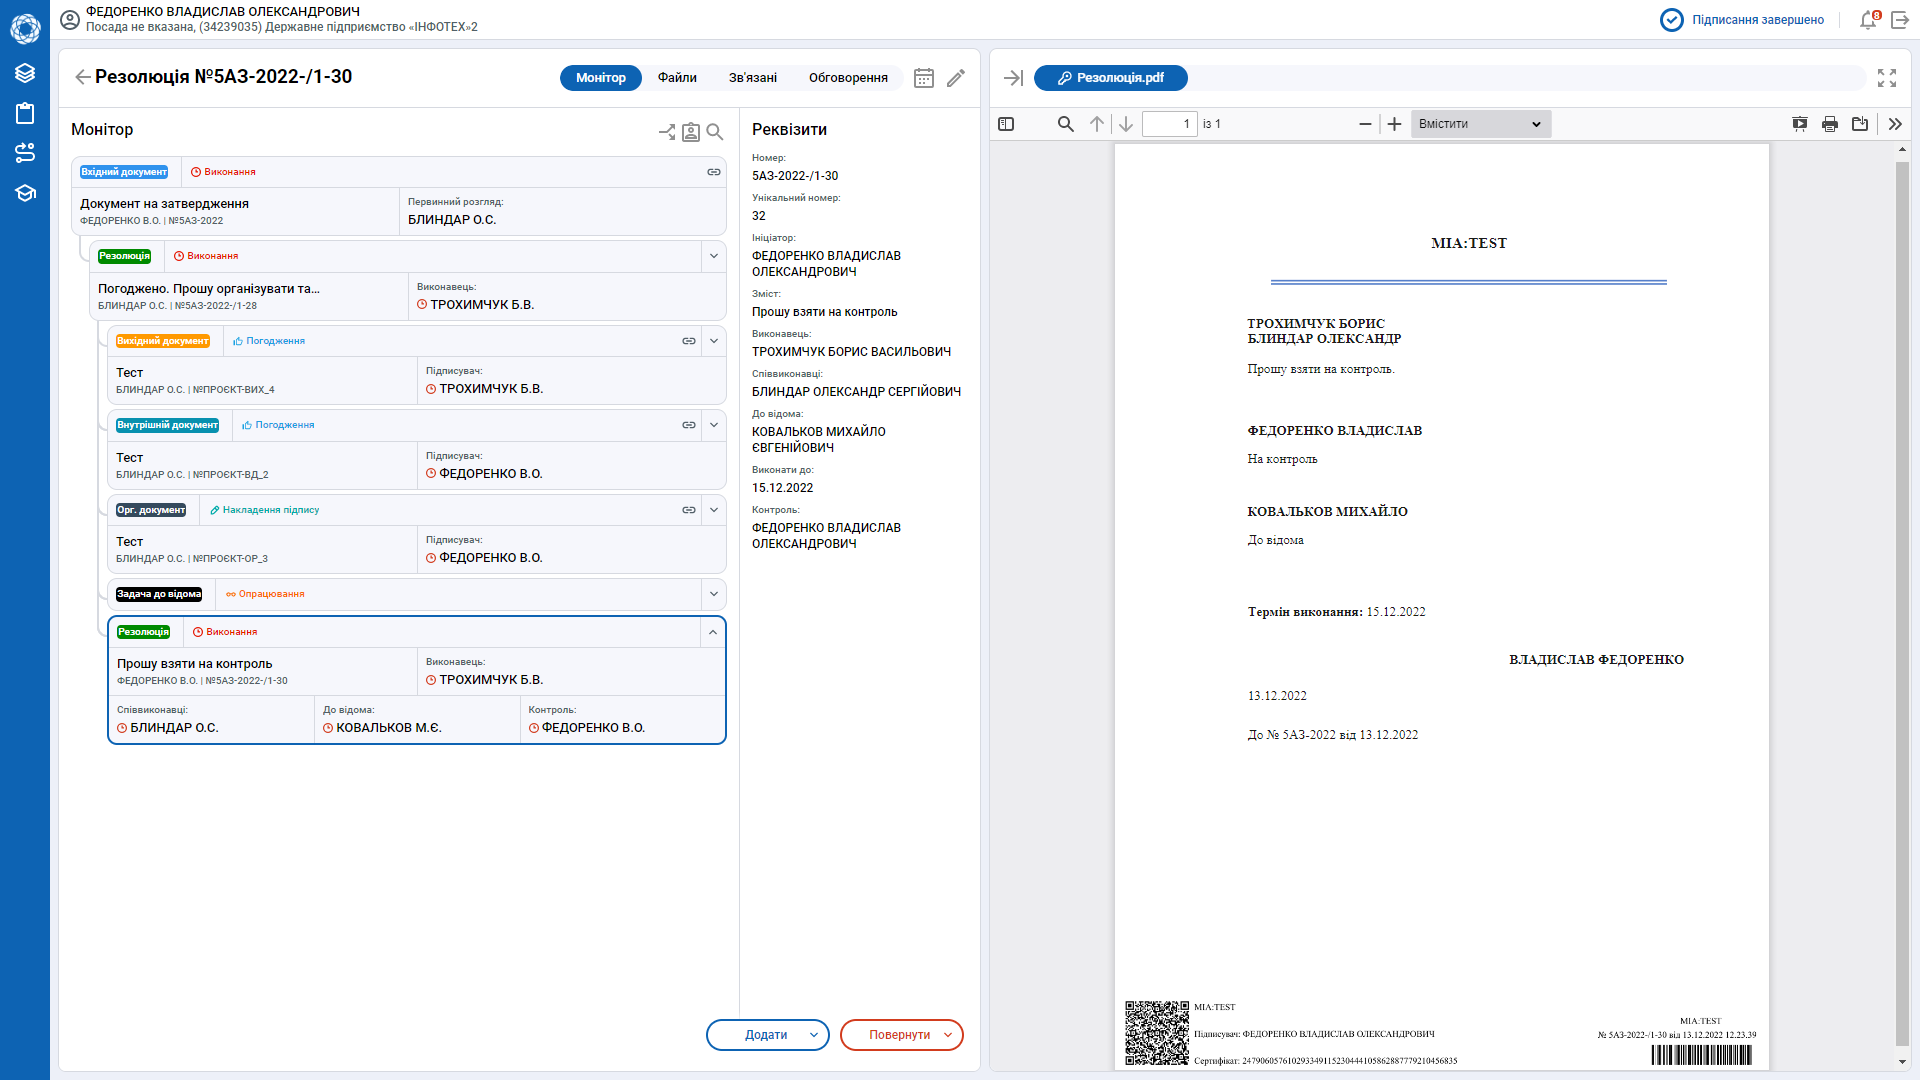 ФЕДОРЕНКО ВЛАДИСЛАВ ОЛЕКСАНДРОВИЧ
Посада не вказана, (34239035) Державне підприємство «ІНФОТЕХ»2
Підписання завершено
8
Резолюція №5АЗ-2022-/1-30
Монітор
Файли
Зв'язані
Обговорення
Монітор
Вхідний документ
Виконання
Документ на затвердження
ФЕДОРЕНКО В.О. | №5АЗ-2022
Первинний розгляд:
БЛИНДАР О.С.
Резолюція
Виконання
Погоджено. Прошу організувати та...
БЛИНДАР О.С. | №5АЗ-2022-/1-28
Виконавець:
ТРОХИМЧУК Б.В.
Вихідний документ
Погодження
Тест
БЛИНДАР О.С. | №ПРОЄКТ-ВИХ_4
Підписувач:
ТРОХИМЧУК Б.В.
Внутрішній документ
Погодження
Тест
БЛИНДАР О.С. | №ПРОЄКТ-ВД_2
Підписувач:
ФЕДОРЕНКО В.О.
Орг. документ
Накладення підпису
Тест
БЛИНДАР О.С. | №ПРОЄКТ-ОР_3
Підписувач:
ФЕДОРЕНКО В.О.
Задача до відома
Опрацювання
Резолюція
Виконання
Прошу взяти на контроль
ФЕДОРЕНКО В.О. | №5АЗ-2022-/1-30
Виконавець:
ТРОХИМЧУК Б.В.
Співвиконавці:
БЛИНДАР О.С.
До відома:
КОВАЛЬКОВ М.Є.
Контроль:
ФЕДОРЕНКО В.О.
Реквізити
Номер:
5АЗ-2022-/1-30
Унікальний номер:
32
Ініціатор:
ФЕДОРЕНКО ВЛАДИСЛАВ
ОЛЕКСАНДРОВИЧ
Зміст:
Прошу взяти на контроль
Виконавець:
ТРОХИМЧУК БОРИС ВАСИЛЬОВИЧ
Співвиконавці:
БЛИНДАР ОЛЕКСАНДР СЕРГІЙОВИЧ
До відома:
КОВАЛЬКОВ МИХАЙЛО
ЄВГЕНІЙОВИЧ
Виконати до:
15.12.2022
Контроль:
ФЕДОРЕНКО ВЛАДИСЛАВ
ОЛЕКСАНДРОВИЧ
Додати
Повернути
Резолюція.pdf
1
із 1
Вмістити
МІА:TEST
ТРОХИМЧУК БОРИС
БЛИНДАР ОЛЕКСАНДР
Прошу взяти на контроль.
ФЕДОРЕНКО ВЛАДИСЛАВ
На контроль
КОВАЛЬКОВ МИХАЙЛО
До відома
Термін виконання: 15.12.2022
ВЛАДИСЛАВ ФЕДОРЕНКО
13.12.2022
До № 5АЗ-2022 від 13.12.2022
МІА:TEST
Підписувач: ФЕДОРЕНКО ВЛАДИСЛАВ ОЛЕКСАНДРОВИЧ
Сертифікат: 247906057610293349115230444105862887779210456835
МІА:TEST
№ 5АЗ-2022-/1-30 від 13.12.2022 12.23.39